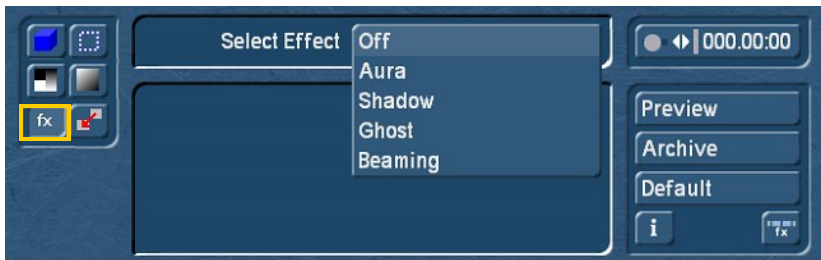 Select Effect Off
000.00:00
Aura
Shadow
Ghost
Beaming
fx
Preview
Archive
Default
i
fx